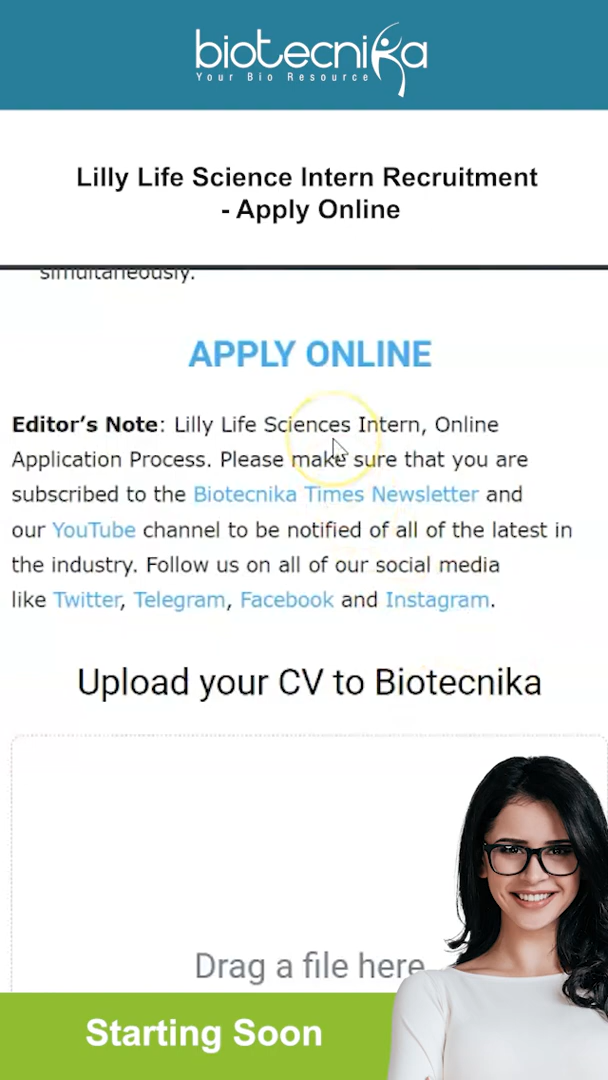 biotecnika
Your Bio Resource
Lilly Life Science Intern Recruitment
- Apply Online
simultaneously.
APPLY ONLINE
Editor’s Note: Lilly Life Sciences Intern, Online
Application Process. Please make sure that you are
subscribed to the Biotecnika Times Newsletter and
our YouTube channel to be notified of all of the latest in
the industry. Follow us on all of our social media
like Twitter, Telegram, Facebook and Instagram.
Upload your CV to Biotecnika
Drag a file here
Starting Soon